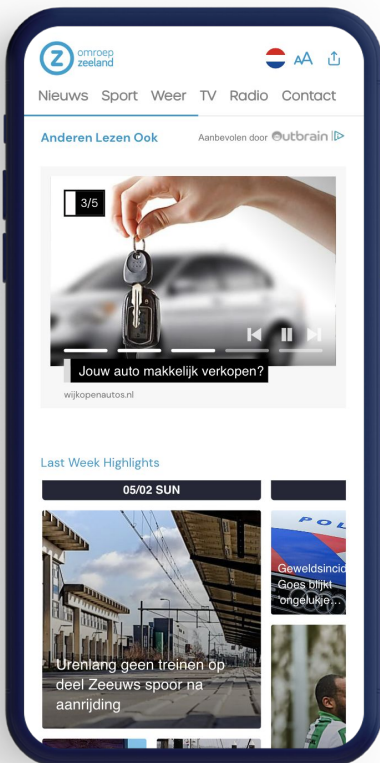 Z
omroep
zeeland
AA
Nieuws Sport Weer TV Radio Contact
Anderen Lezen Ook
Aanbevolen door Outbrain
3/5
Jouw auto makkelijk verkopen?
wijkopenautos.nl
Last Week Highlights
05/02 SUN
Urenlang geen treinen op
deel Zeeuws spoor na
aanrijding
POL
Geweldsincid
Goes blijkt
'ongelukje...